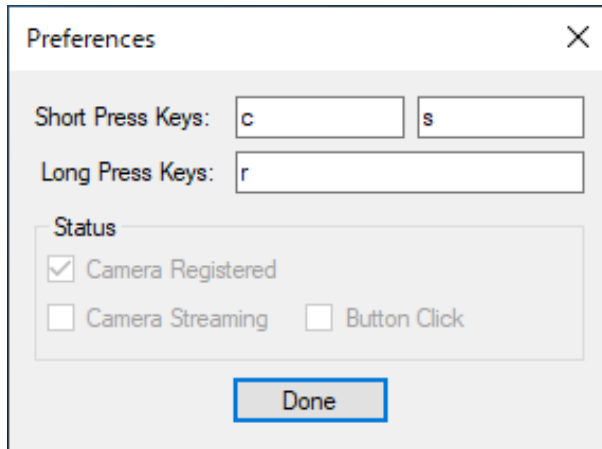 Preferences
Short Press Keys: c s
Long Press Keys: r
Status
Camera Registered
Camera Streaming Button Click
Done